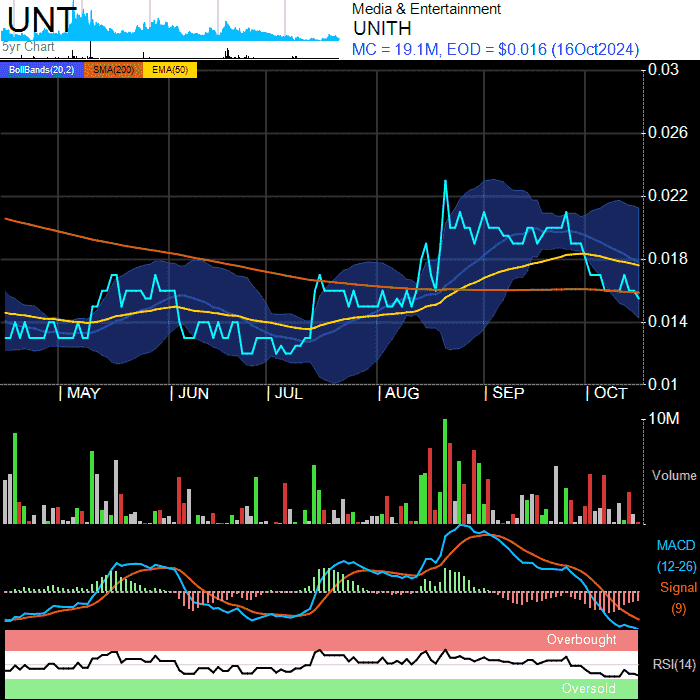 UNT
5yr Chart
Media & Entertainment
UNITH
MC = 19.1M, EOD = $0.016 (16Oct2024)
BollBands(20,2) SMA(200) EMA(50)
0.03
0.026
0.022
0.018
0.014
0.01
MAY JUN JUL AUG SEP OCT
10M
Volume
MACD
(12-26)
Signal
(9)
Overbought
RSI(14)
Oversold